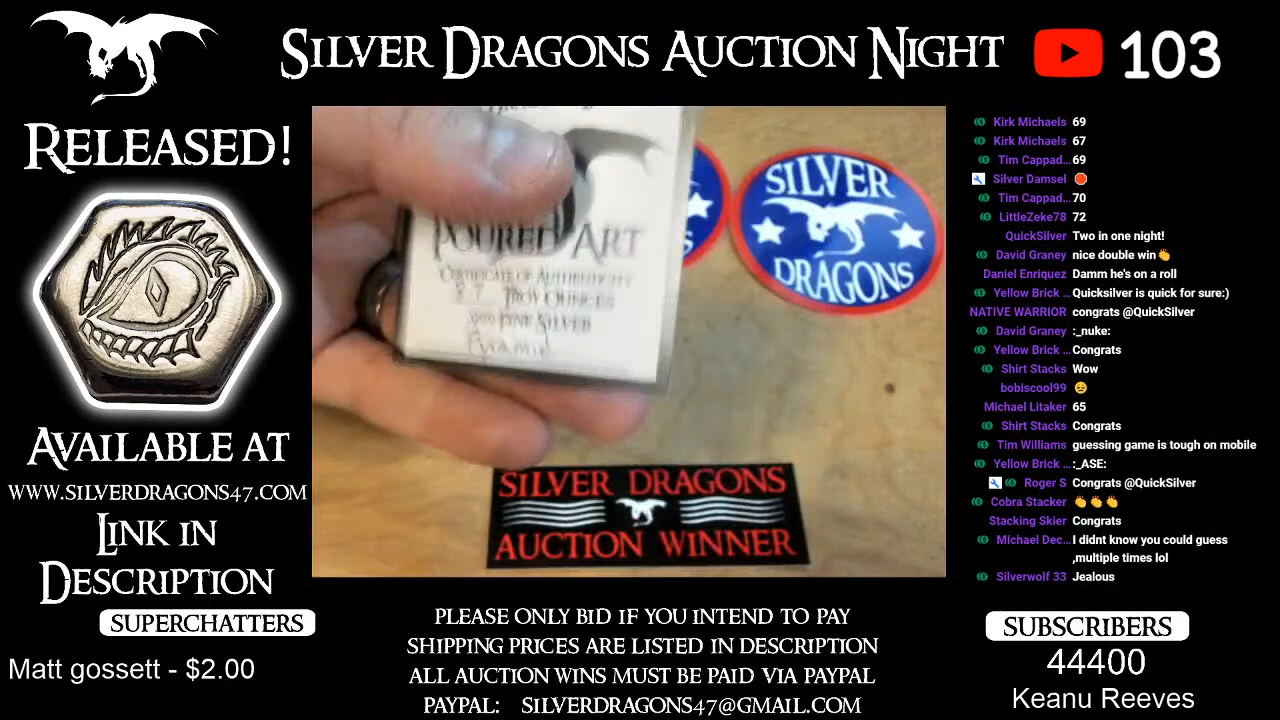 SILVER DRAGONS AUCTION NIGHT
103
RELEASED!
AVAILABLE AT
WWW.SILVERDRAGONS47.COM
LINK IN
DESCRIPTION
SUPERCHATTERS
Matt gossett - $2.00
POURED ART
CERTIFICATE OF AUTHENTICITY
TROY OUNCES
FINE SILVER
SILVER
DRAGONS
SILVER DRAGONS
AUCTION WINNER
PLEASE ONLY BID IF YOU INTEND TO PAY
SHIPPING PRICES ARE LISTED IN DESCRIPTION
ALL AUCTION WINS MUST BE PAID VIA PAYPAL
PAYPAL: SILVERDRAGONS47@GMAIL.COM
Kirk Michaels 69
Kirk Michaels 67
Tim Cappad... 69
Silver Damsel
Tim Cappad... 70
LittleZeke78 72
QuickSilver Two in one night!
David Graney nice double win
Daniel Enriquez Damm he's on a roll
Yellow Brick ... Quicksilver is quick for sure:)
NATIVE WARRIOR congrats @QuickSilver
David Graney :_nuke:
Yellow Brick ... Congrats
Shirt Stacks Wow
bobiscool99
Michael Litaker 65
Shirt Stacks Congrats
Tim Williams guessing game is tough on mobile
Yellow Brick ... :_ASE:
Roger S Congrats @QuickSilver
Cobra Stacker
Stacking Skier Congrats
Michael Dec... I didnt know you could guess
,multiple times lol
Silverwolf 33 Jealous
SUBSCRIBERS
44400
Keanu Reeves